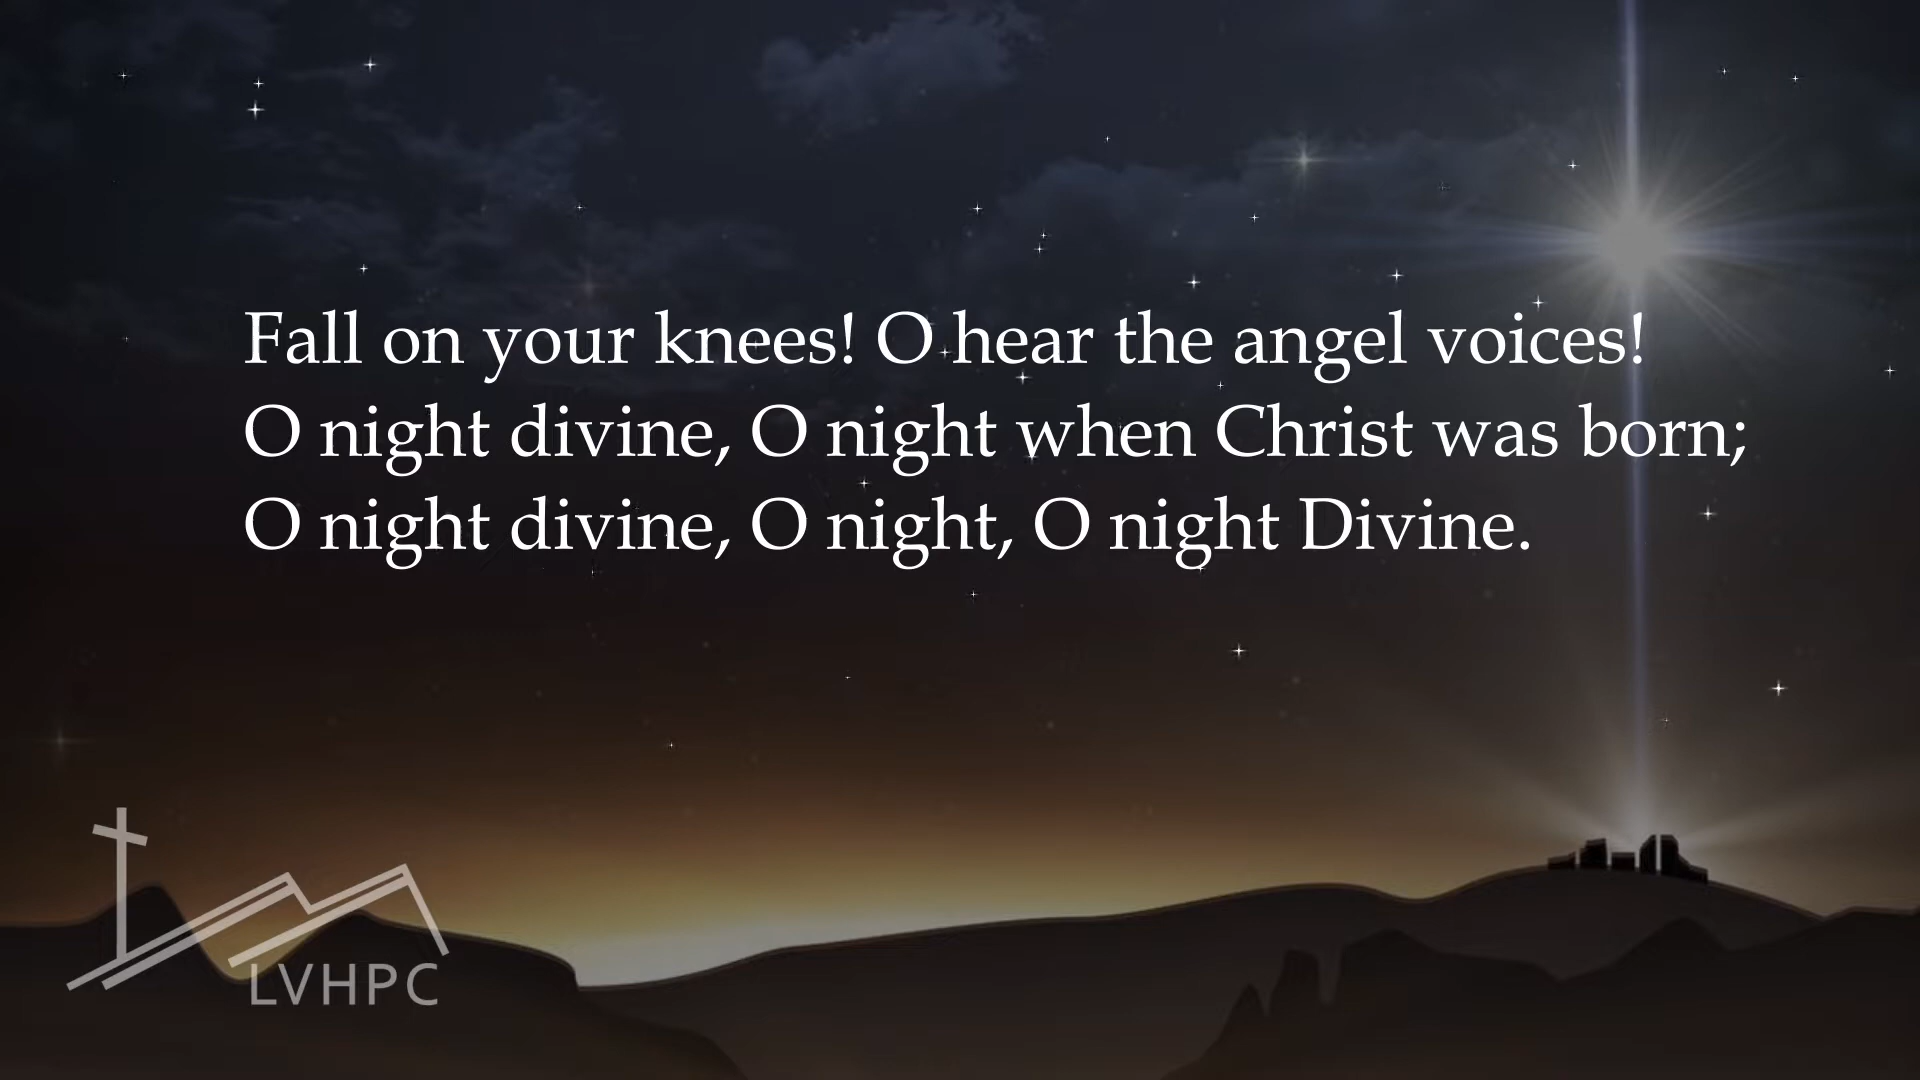 Fall on your knees! O hear the angel voices!
O night divine, O night when Christ was born;
O night divine, O night, O night Divine.
LVHPC